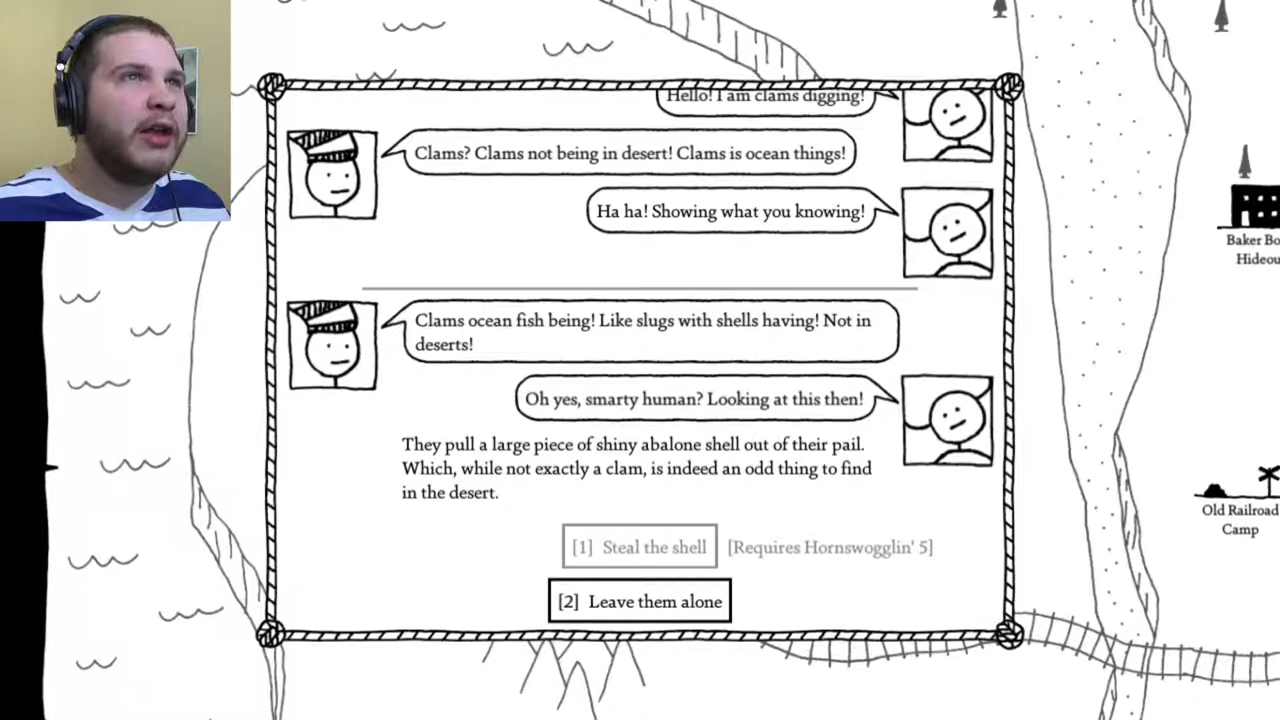 Hello! I am clams digging!
Clams? Clams not being in desert! Clams is ocean things!
Ha ha! Showing what you knowing!
Clams ocean fish being! Like slugs with shells having! Not in
deserts!
Oh yes, smarty human? Looking at this then!
They pull a large piece of shiny abalone shell out of their pail.
Which, while not exactly a clam, is indeed an odd thing to find
in the desert.
[1] Steal the shell [Requires Hornswogglin' 5]
[2] Leave them alone
Baker Bo
Hideou
Old Railroad
Camp